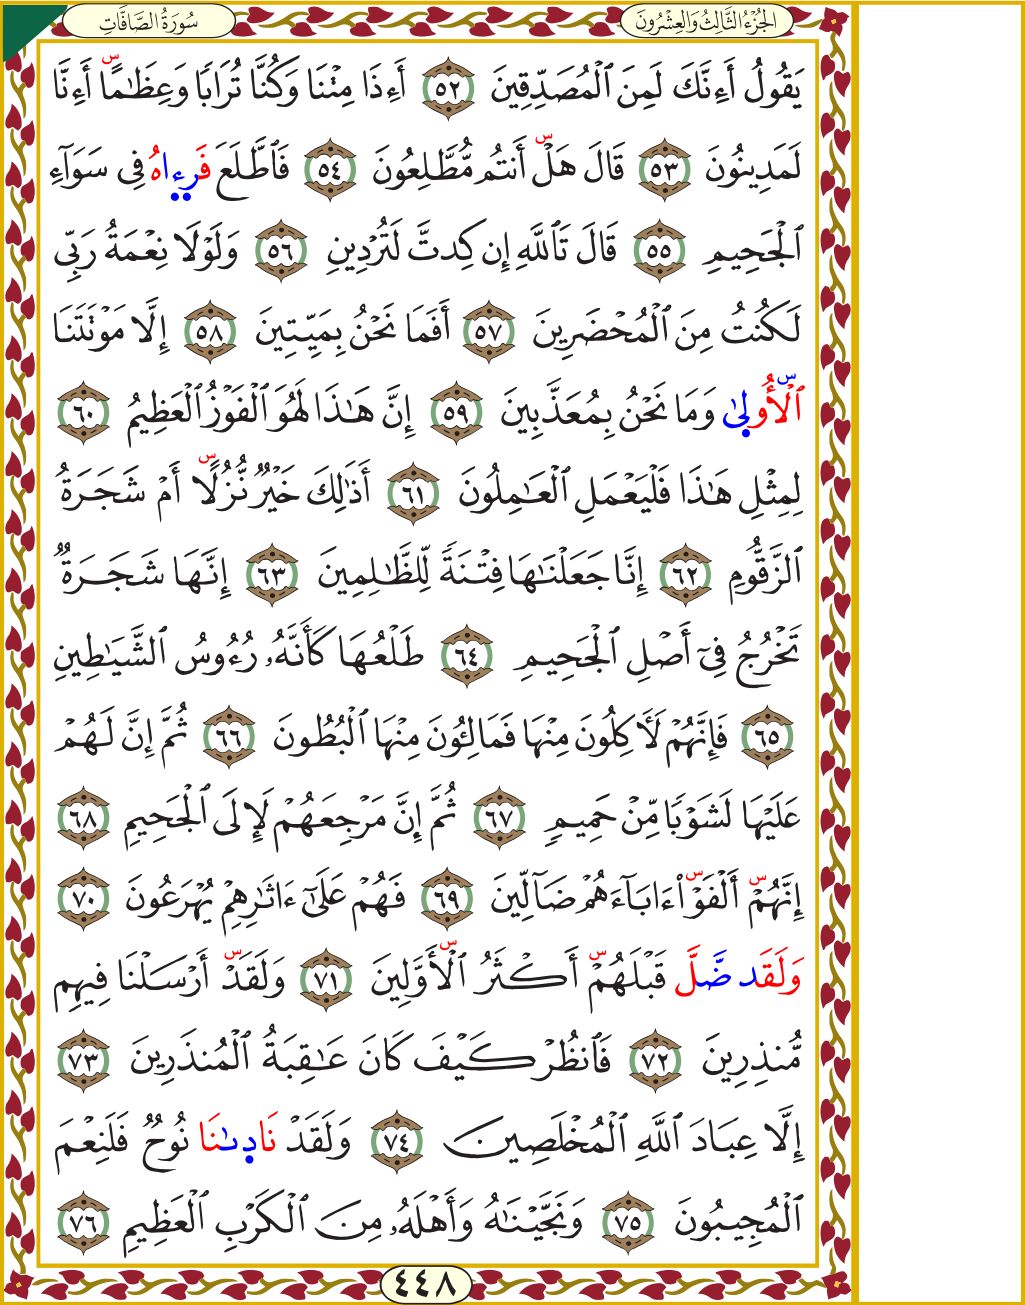 سُورَةُ الصَّافَّاتِ
الجُزْءُ الثَّالِثُ وَالعِشْرُونَ
يَقُولُ أَءِنَّكَ لَمِنَ ٱلْمُصَدِّقِينَ ٥٢ أَءِذَا مِتْنَا وَكُنَّا تُرَابًا وَعِظَٰمًا أَءِنَّا
لَمَدِينُونَ ٥٣ قَالَ هَلْ أَنتُم مُّطَّلِعُونَ ٥٤ فَٱطَّلَعَ فَرِءَاهُ فِى سَوَآءِ
ٱلْجَحِيمِ ٥٥ قَالَ تَٱللَّهِ إِن كِدتَّ لَتُرْدِينِ ٥٦ وَلَوْلَا نِعْمَةُ رَبِّى
لَكُنتُ مِنَ ٱلْمُحْضَرِينَ ٥٧ أَفَمَا نَحْنُ بِمَيِّتِينَ ٥٨ إِلَّا مَوْتَتَنَا
ٱلْأُولِىٰ وَمَا نَحْنُ بِمُعَذَّبِينَ ٥٩ إِنَّ هَٰذَا لَهُوَ ٱلْفَوْزُ ٱلْعَظِيمُ ٦٠
لِمِثْلِ هَٰذَا فَلْيَعْمَلِ ٱلْعَٰمِلُونَ ٦١ أَذَٰلِكَ خَيْرٌ نُّزُلًا أَمْ شَجَرَةُ
ٱلزَّقُّومِ ٦٢ إِنَّا جَعَلْنَٰهَا فِتْنَةً لِّلظَّٰلِمِينَ ٦٣ إِنَّهَا شَجَرَةٌ
تَخْرُجُ فِىٓ أَصْلِ ٱلْجَحِيمِ ٦٤ طَلْعُهَا كَأَنَّهُۥ رُءُوسُ ٱلشَّيَٰطِينِ
٦٥ فَإِنَّهُمْ لَأَكِلُونَ مِنْهَا فَمَالِـُٔونَ مِنْهَا ٱلْبُطُونَ ٦٦ ثُمَّ إِنَّ لَهُمْ
عَلَيْهَا لَشَوْبًا مِّنْ حَمِيمٍ ٦٧ ثُمَّ إِنَّ مَرْجِعَهُمْ لَإِلَى ٱلْجَحِيمِ ٦٨
إِنَّهُمْ أَلْفَوْا۟ ءَابَآءَهُمْ ضَآلِّينَ ٦٩ فَهُمْ عَلَىٰٓ ءَاثَٰرِهِمْ يُهْرَعُونَ ٧٠
وَلَقَد ضَّلَّ قَبْلَهُمْ أَكْثَرُ ٱلْأَوَّلِينَ ٧١ وَلَقَدْ أَرْسَلْنَا فِيهِم
مُّنذِرِينَ ٧٢ فَٱنظُرْ كَيْفَ كَانَ عَٰقِبَةُ ٱلْمُنذَرِينَ ٧٣
إِلَّا عِبَادَ ٱللَّهِ ٱلْمُخْلَصِينَ ٧٤ وَلَقَدْ نَادِىٰنَا نُوحٌ فَلَنِعْمَ
ٱلْمُجِيبُونَ ٧٥ وَنَجَّيْنَٰهُ وَأَهْلَهُۥ مِنَ ٱلْكَرْبِ ٱلْعَظِيمِ ٧٦
٤٤٨